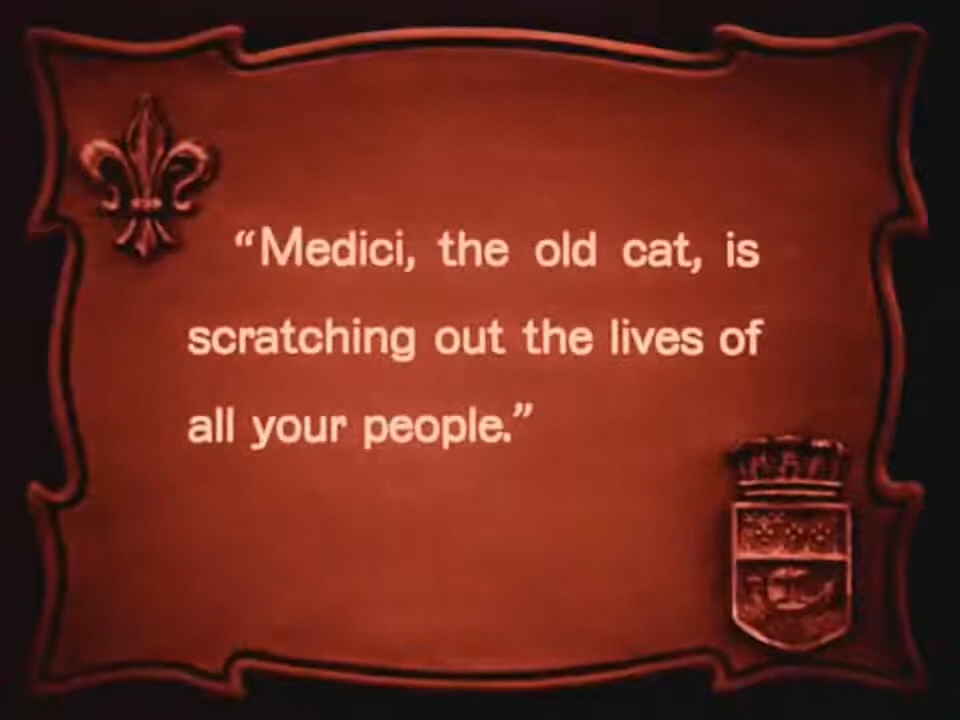 “Medici, the old cat, is
scratching out the lives of
all your people.”